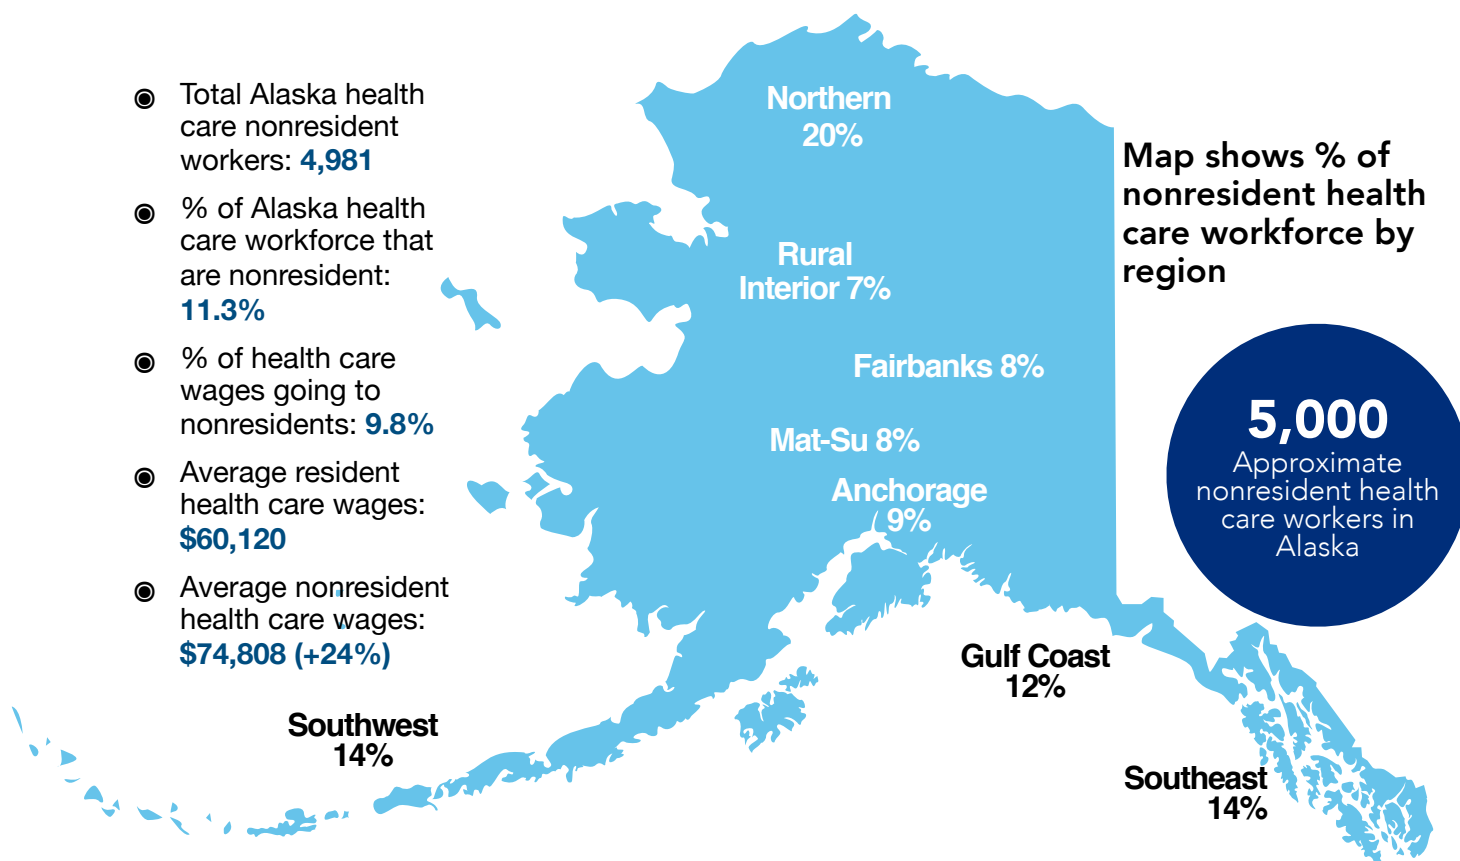 Total Alaska health
care nonresident
workers: 4,981
% of Alaska health
care workforce that
are nonresident:
11.3%
% of health care
wages going to
nonresidents: 9.8%
Average resident
health care wages:
$60,120
Average nonresident
health care wages:
$74,808 (+24%)
Northern
20%
Rural
Interior 7%
Fairbanks 8%
Mat-Su 8%
Anchorage
9%
Gulf Coast
12%
Southwest
14%
Southeast
14%
Map shows % of
nonresident health
care workforce by
region
5,000
Approximate
nonresident health
care workers in
Alaska